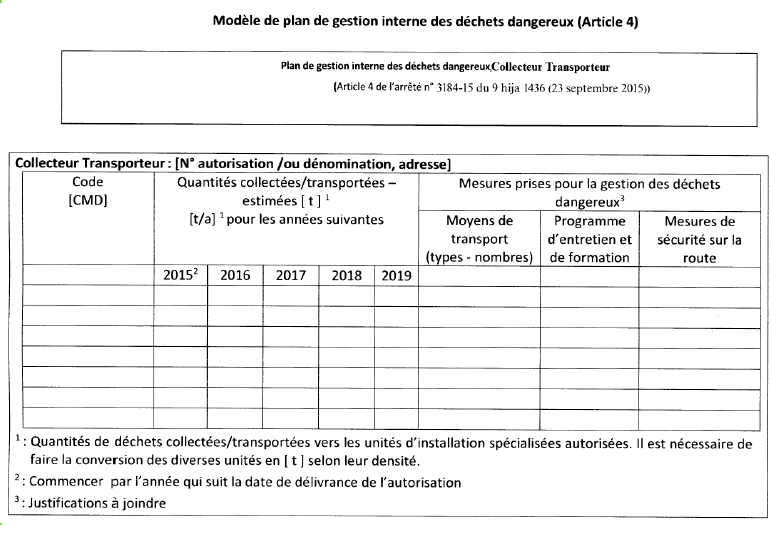 Modèle de plan de gestion interne des déchets dangereux (Article 4)
Plan de gestion interne des déchets dangereux,Collecteur Transporteur
(Article 4 de l'arrêté n° 3184-15 du 9 hija 1436 (23 septembre 2015))
Collecteur Transporteur : [N° autorisation /ou dénomination, adresse]
Code
[CMD]
Quantités collectées/transportées –
estimées [ t ] ¹
[t/a] ¹ pour les années suivantes
Mesures prises pour la gestion des déchets
dangereux³
Moyens de
transport
(types - nombres)
Programme
d'entretien et
de formation
Mesures de
sécurité sur la
route
2015² 2016 2017 2018 2019
¹ : Quantités de déchets collectées/transportées vers les unités d'installation spécialisées autorisées. Il est nécessaire de
faire la conversion des diverses unités en [ t ] selon leur densité.
² : Commencer par l'année qui suit la date de délivrance de l'autorisation
³ : Justifications à joindre